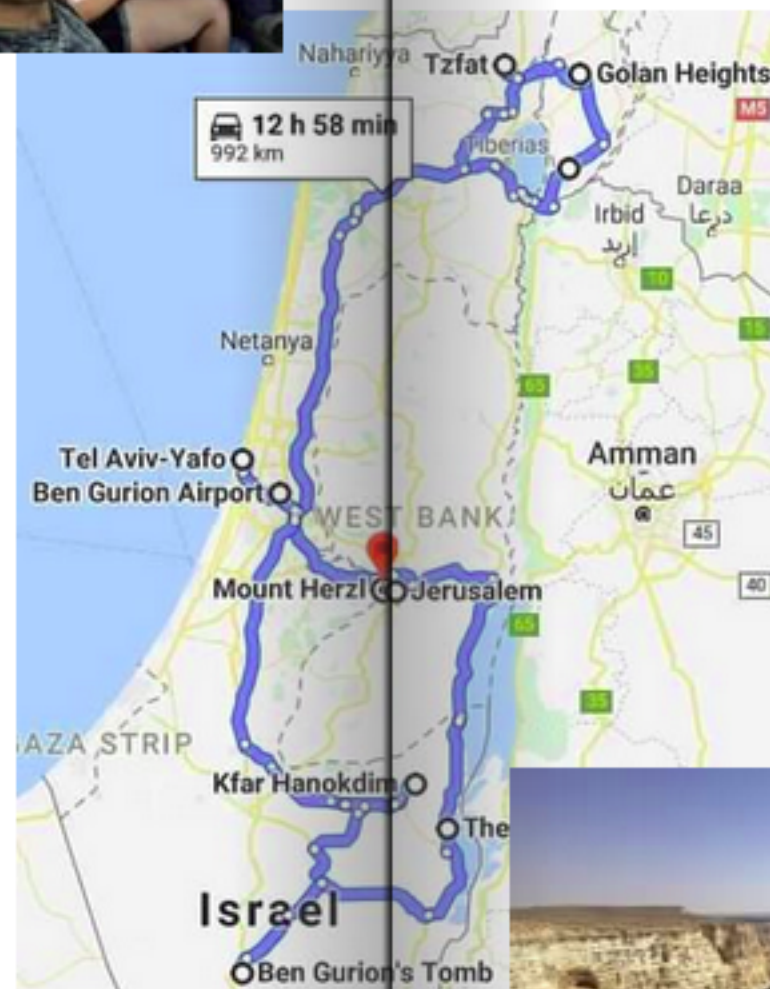 Nahariyya
Tzfat
Golan Heights
M5
12 h 58 min
992 km
Tiberias
Daraa
درعا
Irbid
إربد
10
15
Netanya
35
65
Tel Aviv-Yafo
Amman
عمان
Ben Gurion Airport
WEST BANK
45
Mount Herzl
Jerusalem
40
65
35
GAZA STRIP
Kfar Hanokdim
The
Israel
Ben Gurion's Tomb